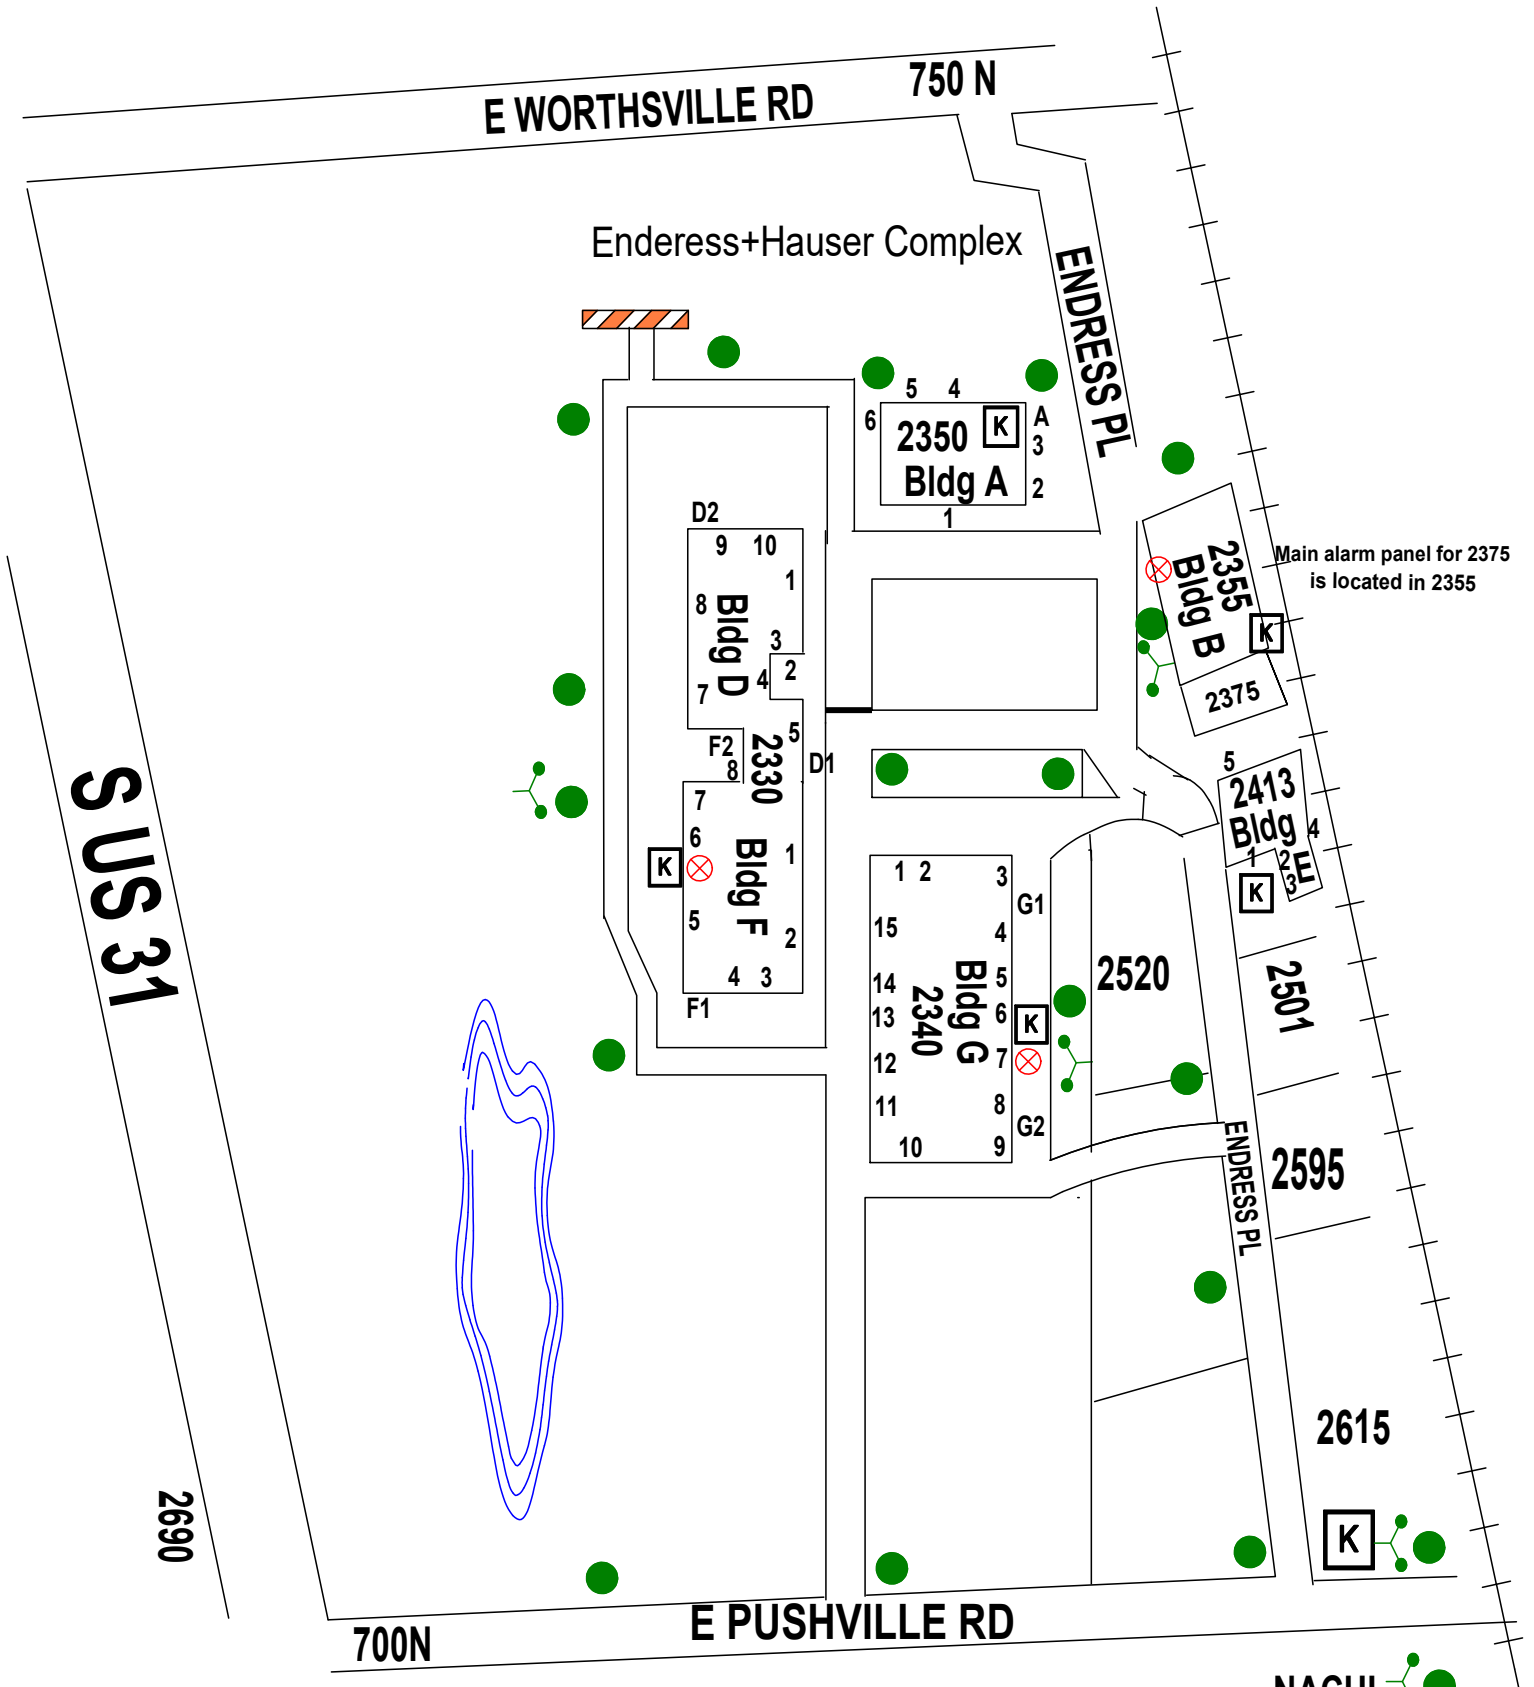 750 N
E WORTHSVILLE RD
Enderess+Hauser Complex
ENDRESS PL
5 4
6
2350
K
A
3
Bldg A
2
1
D2
9 10
1
8
Bldg D
3
2
4
7
5
F2
8
2330
D1
7
6
K
Bldg F
1
5
2
4 3
F1
2355
Bldg B
K
Main alarm panel for 2375
is located in 2355
2375
5
2413
Bldg
4
1
2
E
3
K
1 2
3
G1
15
4
14
5
13
6
K
Bldg G
2340
12
7
11
8
G2
10
9
2520
2501
ENDRESS PL
2595
2615
K
S US 31
2690
E PUSHVILLE RD
700N